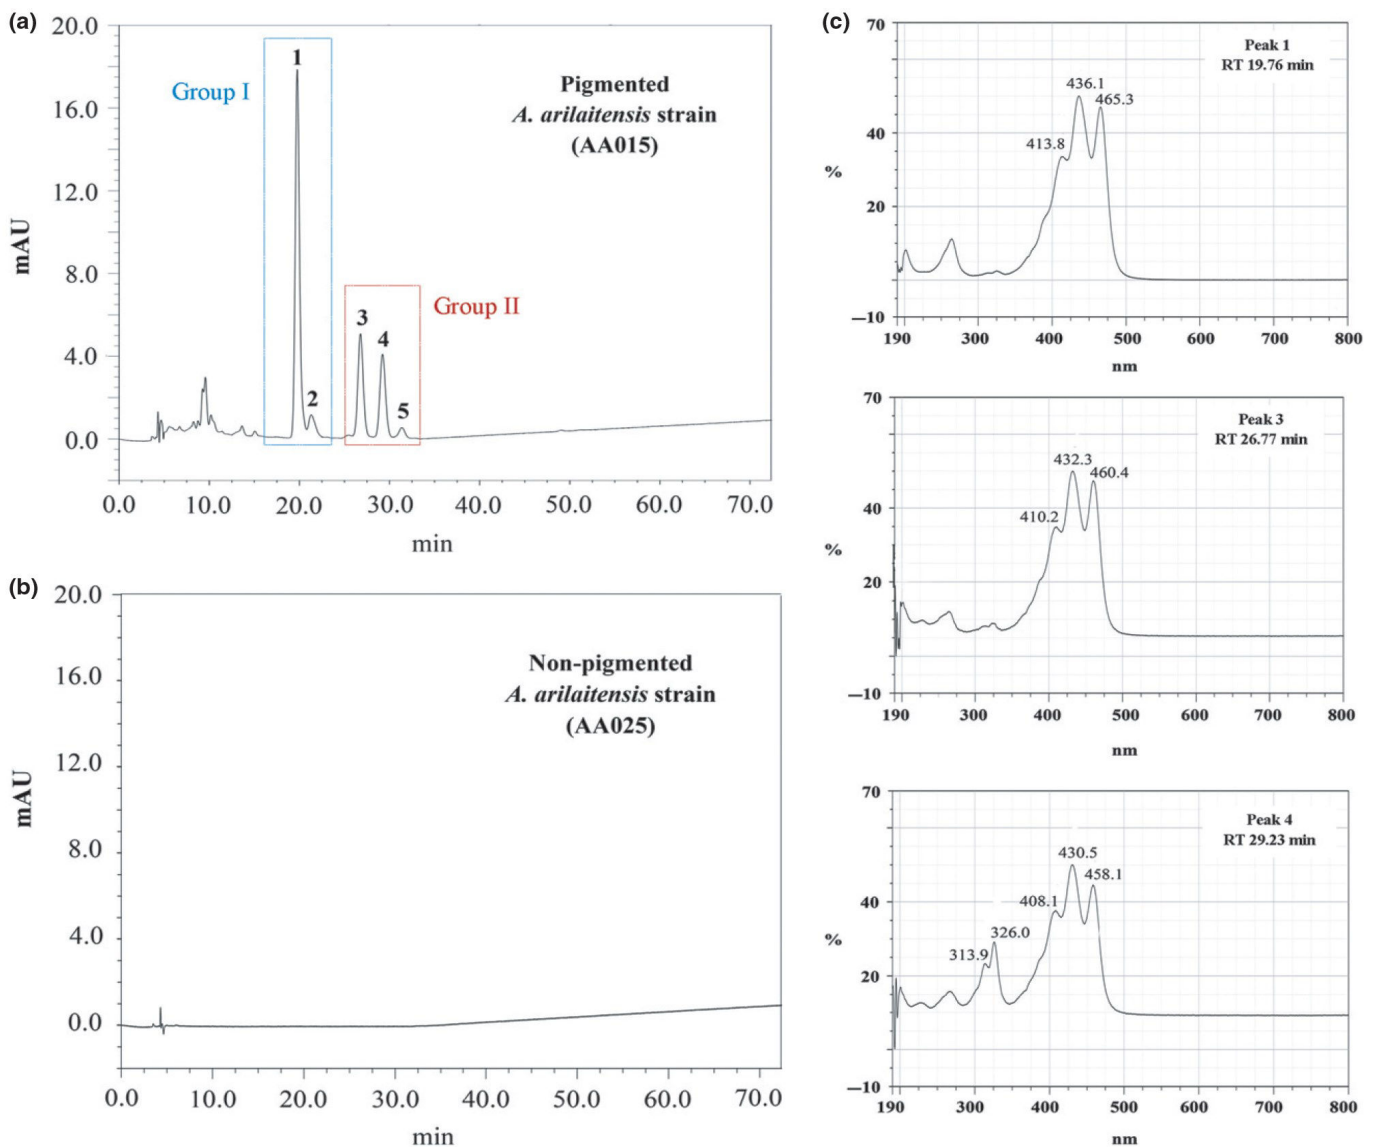 (a)
20.0
16.0
12.0
8.0
4.0
0.0
mAU
Group I
1
2
Group II
3
4
5
Pigmented
A. arilaitensis strain
(AA015)
0.0 10.0 20.0 30.0 40.0 50.0 60.0 70.0
min
(b)
20.0
16.0
12.0
8.0
4.0
0.0
mAU
Non-pigmented
A. arilaitensis strain
(AA025)
0.0 10.0 20.0 30.0 40.0 50.0 60.0 70.0
min
(c)
70
40
20
—10
%
Peak 1
RT 19.76 min
436.1
465.3
413.8
190 300 400 500 600 700 800
nm
70
40
20
—10
%
Peak 3
RT 26.77 min
432.3
460.4
410.2
190 300 400 500 600 700 800
nm
70
40
20
—10
%
Peak 4
RT 29.23 min
430.5
458.1
408.1
326.0
313.9
190 300 400 500 600 700 800
nm